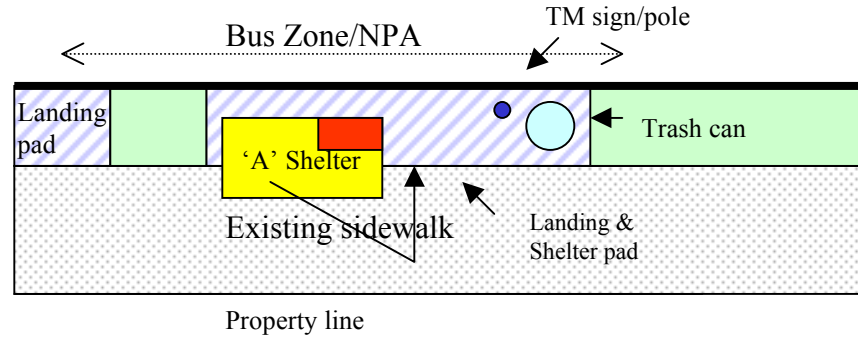 TM sign/pole
Bus Zone/NPA
Landing
pad
Trash can
‘A’ Shelter
Existing sidewalk
Landing &
Shelter pad
Property line